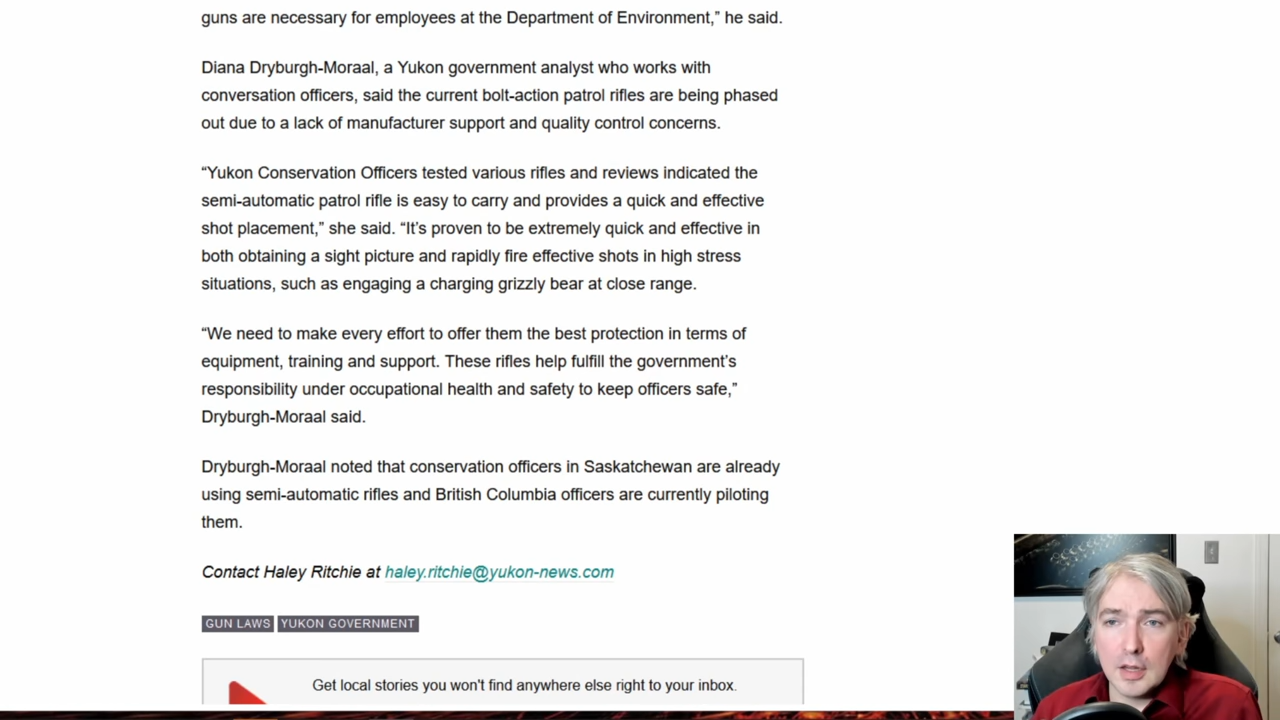 guns are necessary for employees at the Department of Environment,” he said.
Diana Dryburgh-Moraal, a Yukon government analyst who works with
conversation officers, said the current bolt-action patrol rifles are being phased
out due to a lack of manufacturer support and quality control concerns.
“Yukon Conservation Officers tested various rifles and reviews indicated the
semi-automatic patrol rifle is easy to carry and provides a quick and effective
shot placement,” she said. “It’s proven to be extremely quick and effective in
both obtaining a sight picture and rapidly fire effective shots in high stress
situations, such as engaging a charging grizzly bear at close range.
“We need to make every effort to offer them the best protection in terms of
equipment, training and support. These rifles help fulfill the government’s
responsibility under occupational health and safety to keep officers safe,”
Dryburgh-Moraal said.
Dryburgh-Moraal noted that conservation officers in Saskatchewan are already
using semi-automatic rifles and British Columbia officers are currently piloting
them.
Contact Haley Ritchie at haley.ritchie@yukon-news.com
GUN LAWS YUKON GOVERNMENT
Get local stories you won't find anywhere else right to your inbox.